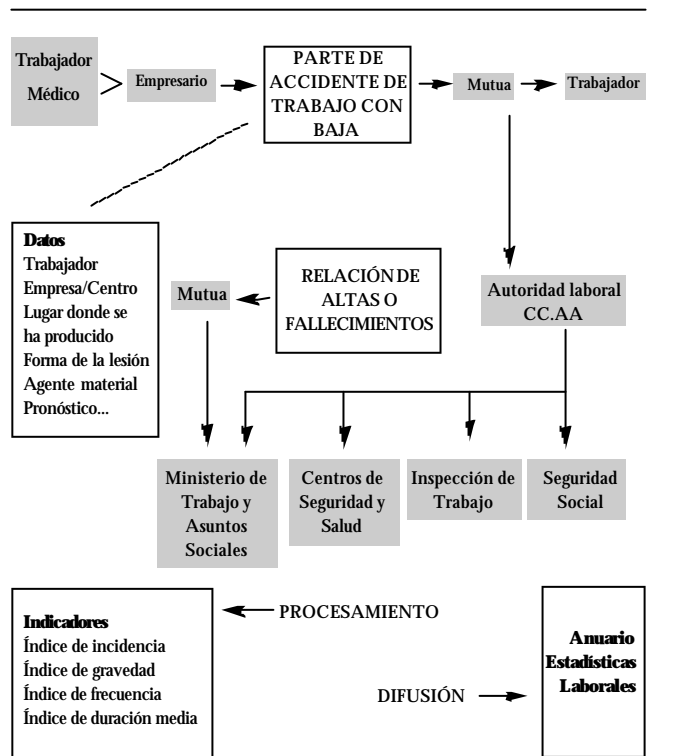 Trabajador
Médico
Empresario
PARTE DE
ACCIDENTE DE
TRABAJO CON
BAJA
Mutua
Trabajador
Datos
Trabajador
Empresa/Centro
Lugar donde se
ha producido
Forma de la lesión
Agente material
Pronóstico...
Mutua
RELACIÓN DE
ALTAS O
FALLECIMIENTOS
Autoridad laboral
CC.AA
Ministerio de
Trabajo y
Asuntos
Sociales
Centros de
Seguridad y
Salud
Inspección de
Trabajo
Seguridad
Social
Indicadores
Índice de incidencia
Índice de gravedad
Índice de frecuencia
Índice de duración media
PROCESAMIENTO
DIFUSIÓN
Anuario
Estadísticas
Laborales